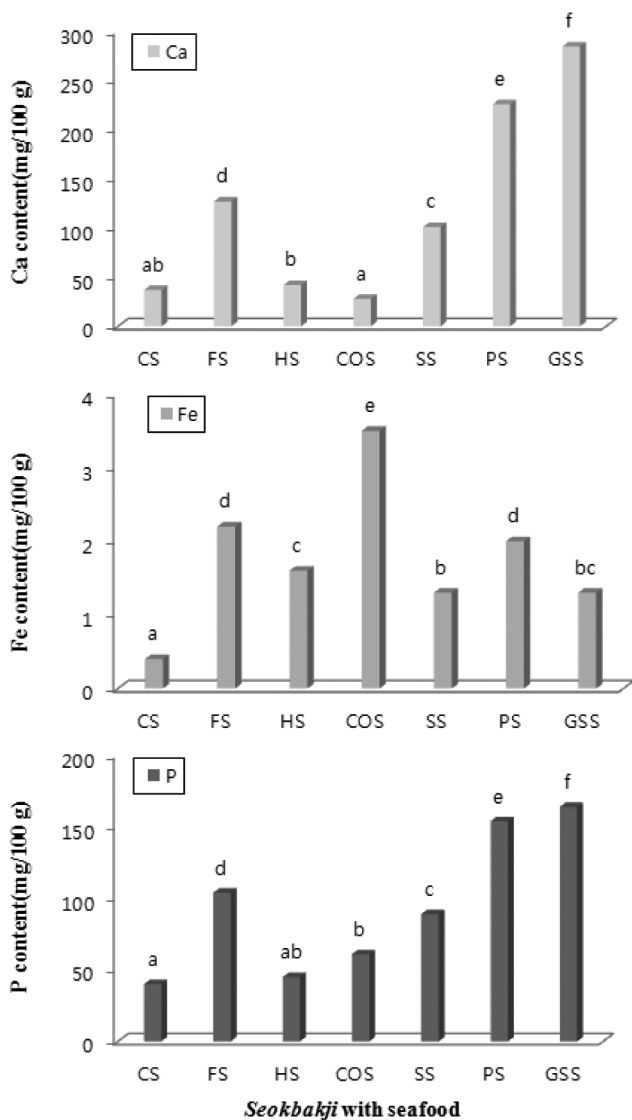 Ca content(mg/100 g)
300
250
200
150
100
50
0
Ca
ab
d
b
a
c
e
f
CS FS HS COS SS PS GSS
Fe content(mg/100 g)
4
3
2
1
0
Fe
a
d
c
e
b
d
bc
CS FS HS COS SS PS GSS
P content(mg/100 g)
200
150
100
50
0
P
a
d
ab
b
c
e
f
CS FS HS COS SS PS GSS
Seokbakji with seafood